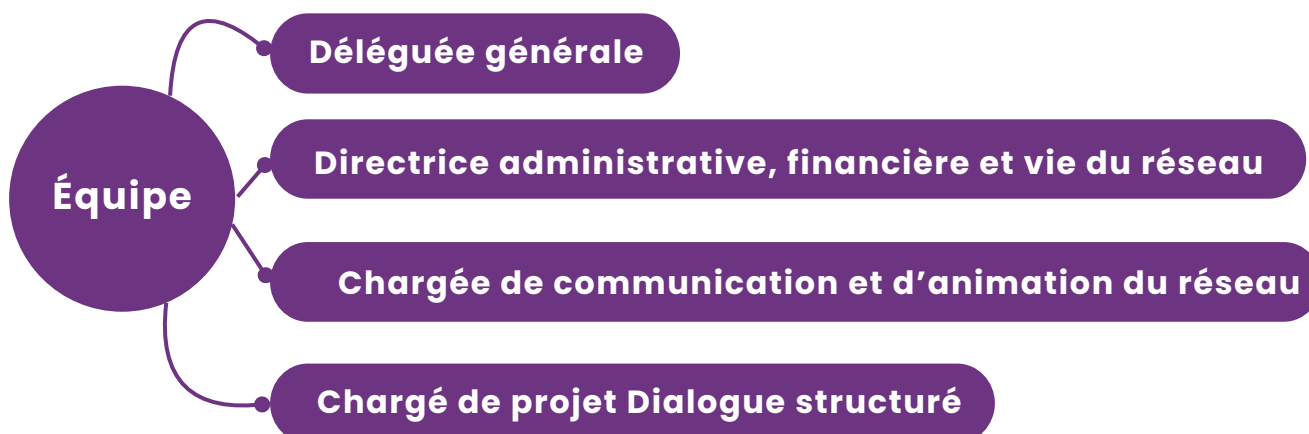 Déléguée générale
Directrice administrative, financière et vie du réseau
Équipe
Chargée de communication et d’animation du réseau
Chargé de projet Dialogue structuré